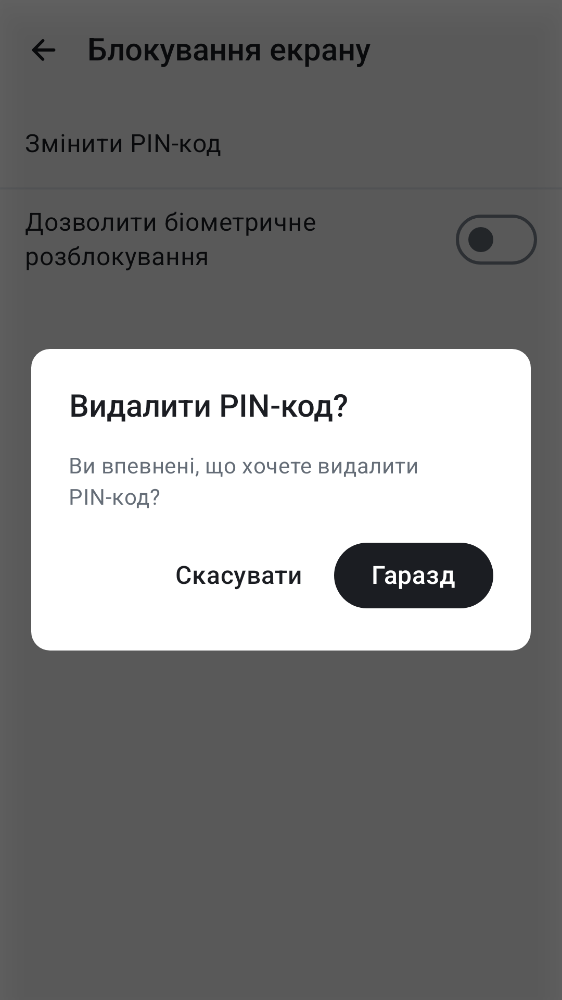 Блокування екрану
Змінити PIN-код
Дозволити біометричне
розблокування
Видалити PIN-код?
Ви впевнені, що хочете видалити
PIN-код?
Скасувати
Гаразд